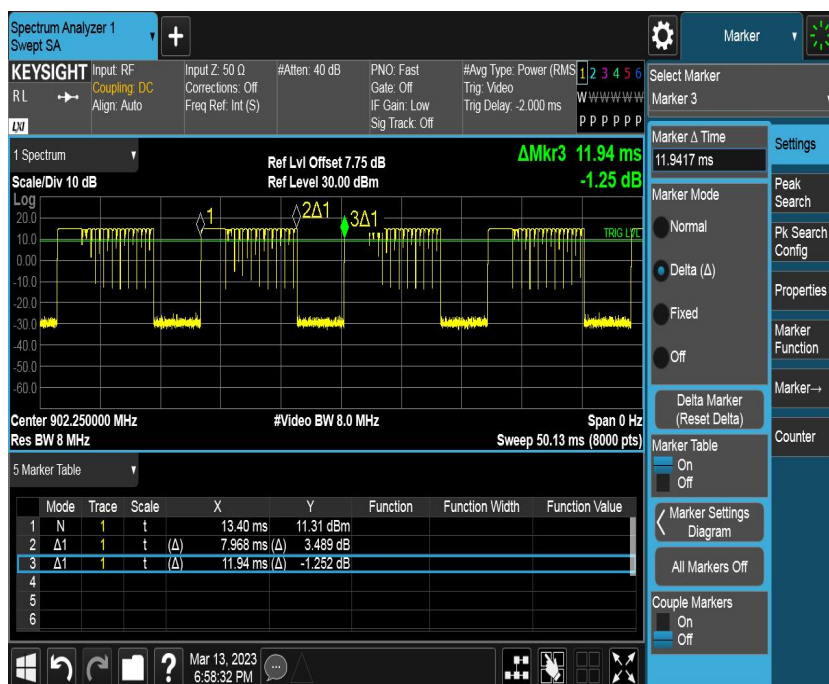 Spectrum Analyzer 1
Swept SA
Marker
KEYSIGHT
RL
LXI
Input: RF
Coupling: DC
Align: Auto
Input Z: 50 Ω
Corrections: Off
Freq Ref: Int (S)
#Atten: 40 dB
PNO: Fast
Gate: Off
IF Gain: Low
Sig Track: Off
#Avg Type: Power (RMS
Trig: Video
Trig Delay: -2.000 ms
1 2 3 4 5 6
W W W W W W
P P P P P P
Select Marker
Marker 3
1 Spectrum
Scale/Div 10 dB
Ref Lvl Offset 7.75 dB
Ref Level 30.00 dBm
ΔMkr3 11.94 ms
-1.25 dB
Log
20.0
10.0
0.00
-10.0
-20.0
-30.0
-40.0
-50.0
-60.0
1
2Δ1
3Δ1
TRIG LVL
Center 902.250000 MHz
#Video BW 8.0 MHz
Span 0 Hz
Res BW 8 MHz
Sweep 50.13 ms (8000 pts)
5 Marker Table
Mode Trace Scale X Y Function Function Width Function Value
1 N 1 t 13.40 ms 11.31 dBm
2 Δ1 1 t (Δ) 7.968 ms (Δ) 3.489 dB
3 Δ1 1 t (Δ) 11.94 ms (Δ) -1.252 dB
4
5
6
Marker Δ Time
11.9417 ms
Marker Mode
Normal
Delta (Δ)
Fixed
Off
Delta Marker
(Reset Delta)
Marker Table
On
Off
Marker Settings
Diagram
All Markers Off
Couple Markers
On
Off
Settings
Peak
Search
Pk Search
Config
Properties
Marker
Function
Marker→
Counter
?
Mar 13, 2023
6:58:32 PM